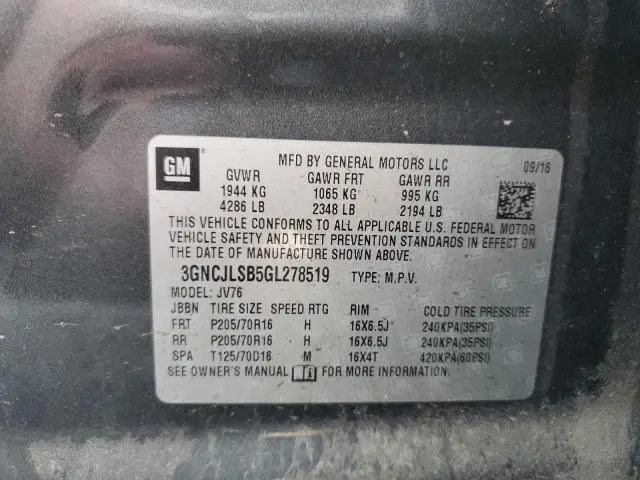 GM
MFD BY GENERAL MOTORS LLC 09/16
GVWR GAWR FRT GAWR RR
1944 KG 1065 KG 995 KG
4286 LB 2348 LB 2194 LB
THIS VEHICLE CONFORMS TO ALL APPLICABLE U.S. FEDERAL MOTOR
VEHICLE SAFETY AND THEFT PREVENTION STANDARDS IN EFFECT ON
THE DATE OF MANUFACTURE SHOWN ABOVE.
3GNCJLSB5GL278519 TYPE: M.P.V.
MODEL: JV76
JBBN TIRE SIZE SPEED RTG RIM COLD TIRE PRESSURE
FRT P205/70R16 H 16X6.5J 240KPA(35PSI)
RR P205/70R16 H 16X6.5J 240KPA(35PSI)
SPA T125/70D16 M 16X4T 420KPA(60PSI)
SEE OWNER'S MANUAL FOR MORE INFORMATION